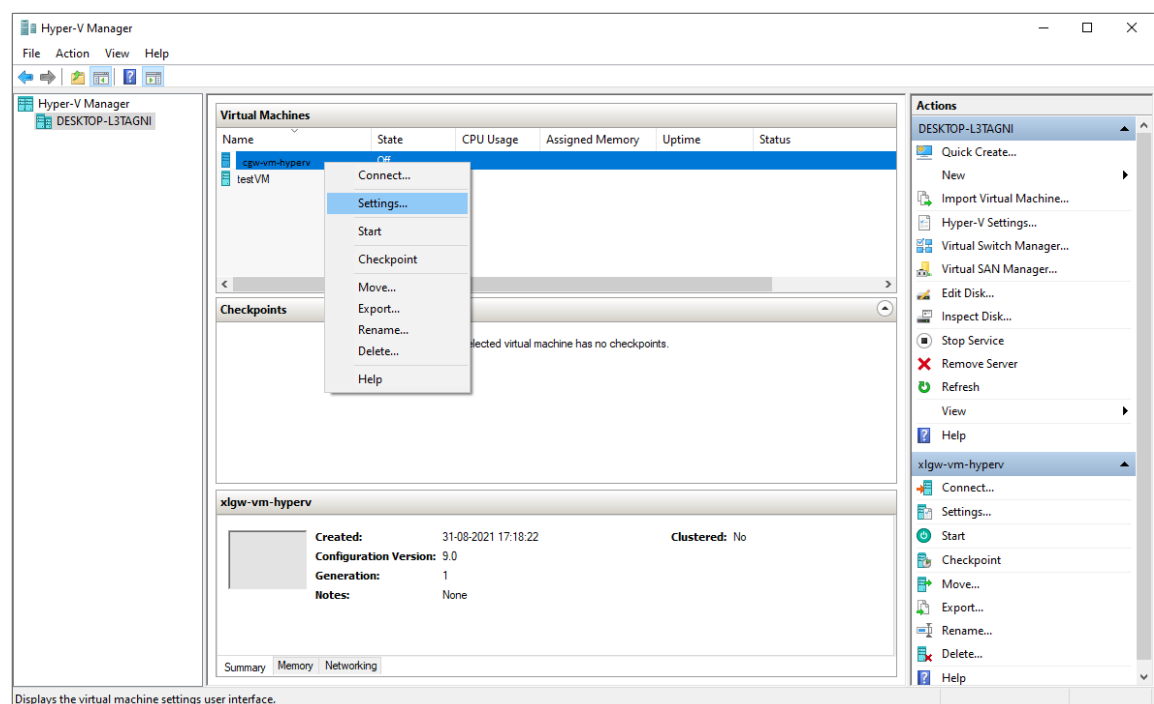 Hyper-V Manager
File Action View Help
Hyper-V Manager
DESKTOP-L3TAGNI
Virtual Machines
Name State CPU Usage Assigned Memory Uptime Status
cgw-vm-hyperv Off
testVM
Connect...
Settings...
Start
Checkpoint
Move...
Export...
Rename...
Delete...
Help
Checkpoints
elected virtual machine has no checkpoints.
xlgw-vm-hyperv
Created: 31-08-2021 17:18:22 Clustered: No
Configuration Version: 9.0
Generation: 1
Notes: None
Summary Memory Networking
Actions
DESKTOP-L3TAGNI
Quick Create...
New
Import Virtual Machine...
Hyper-V Settings...
Virtual Switch Manager...
Virtual SAN Manager...
Edit Disk...
Inspect Disk...
Stop Service
Remove Server
Refresh
View
Help
xlgw-vm-hyperv
Connect...
Settings...
Start
Checkpoint
Move...
Export...
Rename...
Delete...
Help
Displays the virtual machine settings user interface.